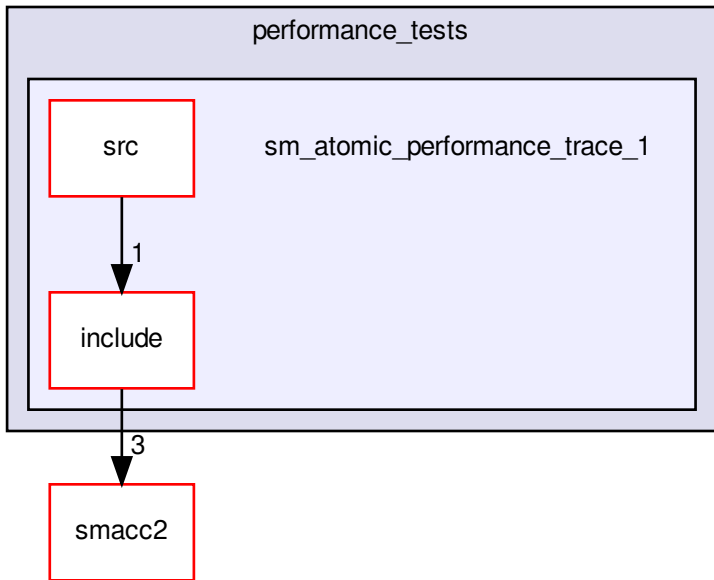 performance_tests
src
sm_atomic_performance_trace_1
1
include
3
smacc2